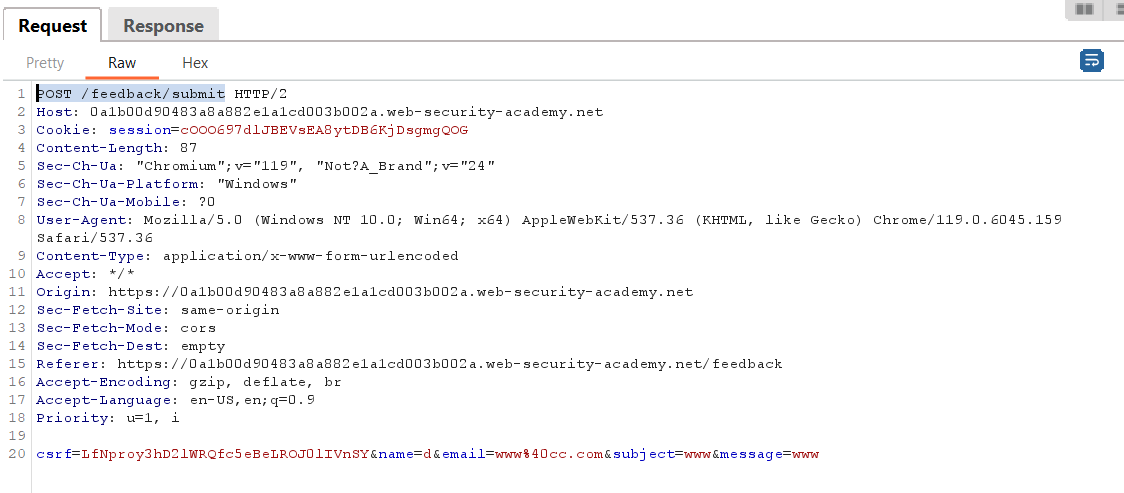 Request Response
Pretty Raw Hex
1 POST /feedback/submit HTTP/2
2 Host: 0a1b00d90483a8a882e1a1cd003b002a.web-security-academy.net
3 Cookie: session=cOOO697dlJBEVsEA8ytDB6KjDsgmgQOG
4 Content-Length: 87
5 Sec-Ch-Ua: "Chromium";v="119", "Not?A_Brand";v="24"
6 Sec-Ch-Ua-Platform: "Windows"
7 Sec-Ch-Ua-Mobile: ?0
8 User-Agent: Mozilla/5.0 (Windows NT 10.0; Win64; x64) AppleWebKit/537.36 (KHTML, like Gecko) Chrome/119.0.6045.159
Safari/537.36
9 Content-Type: application/x-www-form-urlencoded
10 Accept: */*
11 Origin: https://0a1b00d90483a8a882e1a1cd003b002a.web-security-academy.net
12 Sec-Fetch-Site: same-origin
13 Sec-Fetch-Mode: cors
14 Sec-Fetch-Dest: empty
15 Referer: https://0a1b00d90483a8a882e1a1cd003b002a.web-security-academy.net/feedback
16 Accept-Encoding: gzip, deflate, br
17 Accept-Language: en-US,en;q=0.9
18 Priority: u=1, i
19
20 csrf=LfNproy3hD2lWRQfc5eBeLROJ0lIVnSY&name=d&email=www%40cc.com&subject=www&message=www